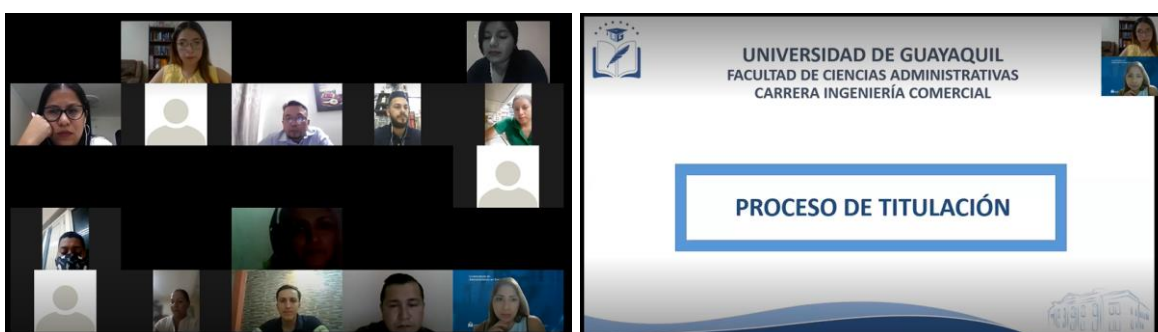 UNIVERSIDAD DE GUAYAQUIL
FACULTAD DE CIENCIAS ADMINISTRATIVAS
CARRERA INGENIERÍA COMERCIAL
PROCESO DE TITULACIÓN